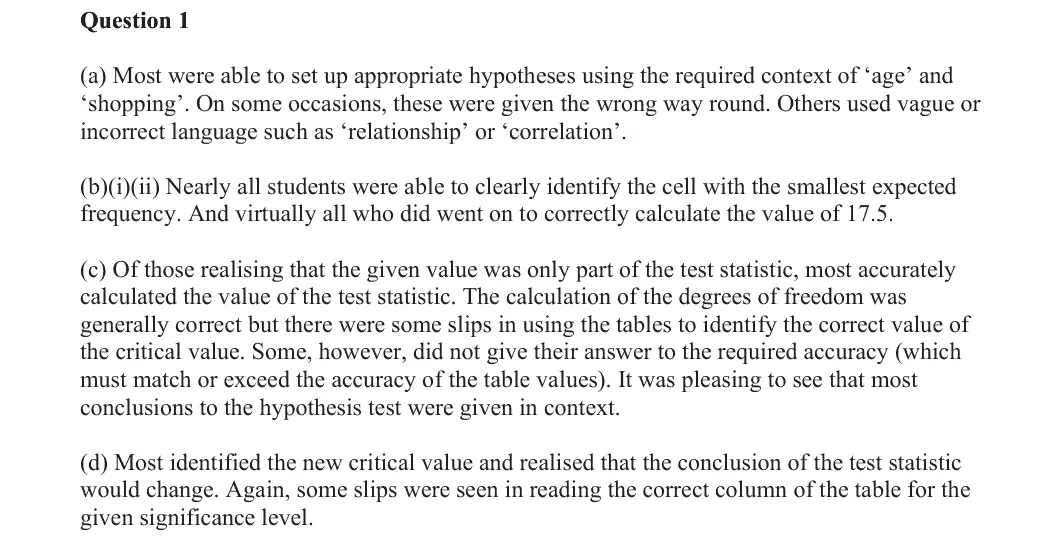 Question 1
(a) Most were able to set up appropriate hypotheses using the required context of ‘age’ and
‘shopping’. On some occasions, these were given the wrong way round. Others used vague or
incorrect language such as ‘relationship’ or ‘correlation’.
(b)(i)(ii) Nearly all students were able to clearly identify the cell with the smallest expected
frequency. And virtually all who did went on to correctly calculate the value of 17.5.
(c) Of those realising that the given value was only part of the test statistic, most accurately
calculated the value of the test statistic. The calculation of the degrees of freedom was
generally correct but there were some slips in using the tables to identify the correct value of
the critical value. Some, however, did not give their answer to the required accuracy (which
must match or exceed the accuracy of the table values). It was pleasing to see that most
conclusions to the hypothesis test were given in context.
(d) Most identified the new critical value and realised that the conclusion of the test statistic
would change. Again, some slips were seen in reading the correct column of the table for the
given significance level.